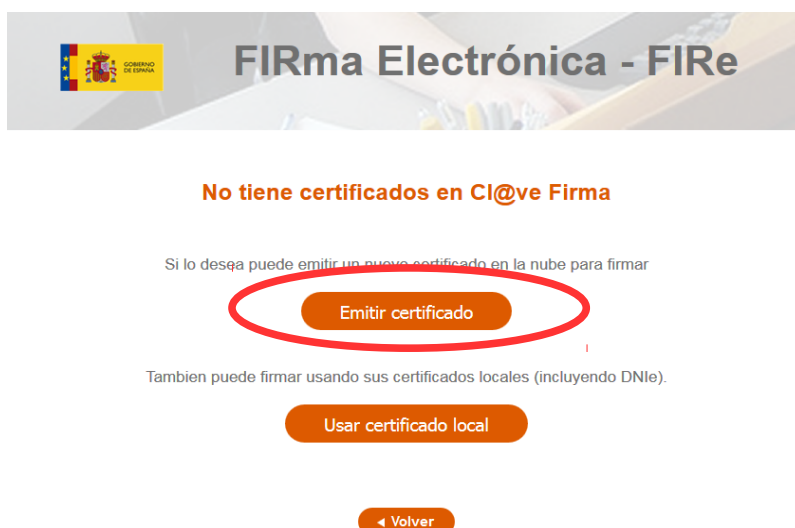 GOBIERNO
DE ESPAÑA
FIRma Electrónica - FIRe
No tiene certificados en Cl@ve Firma
Si lo desea puede emitir un nuevo certificado en la nube para firmar
Emitir certificado
Tambien puede firmar usando sus certificados locales (incluyendo DNIe).
Usar certificado local
Volver